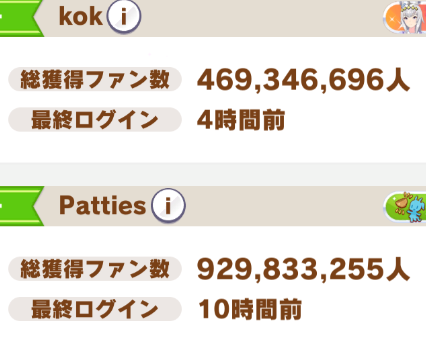 kok i
総獲得ファン数 469,346,696人
最終ログイン 4時間前
Patties i
総獲得ファン数 929,833,255人
最終ログイン 10時間前